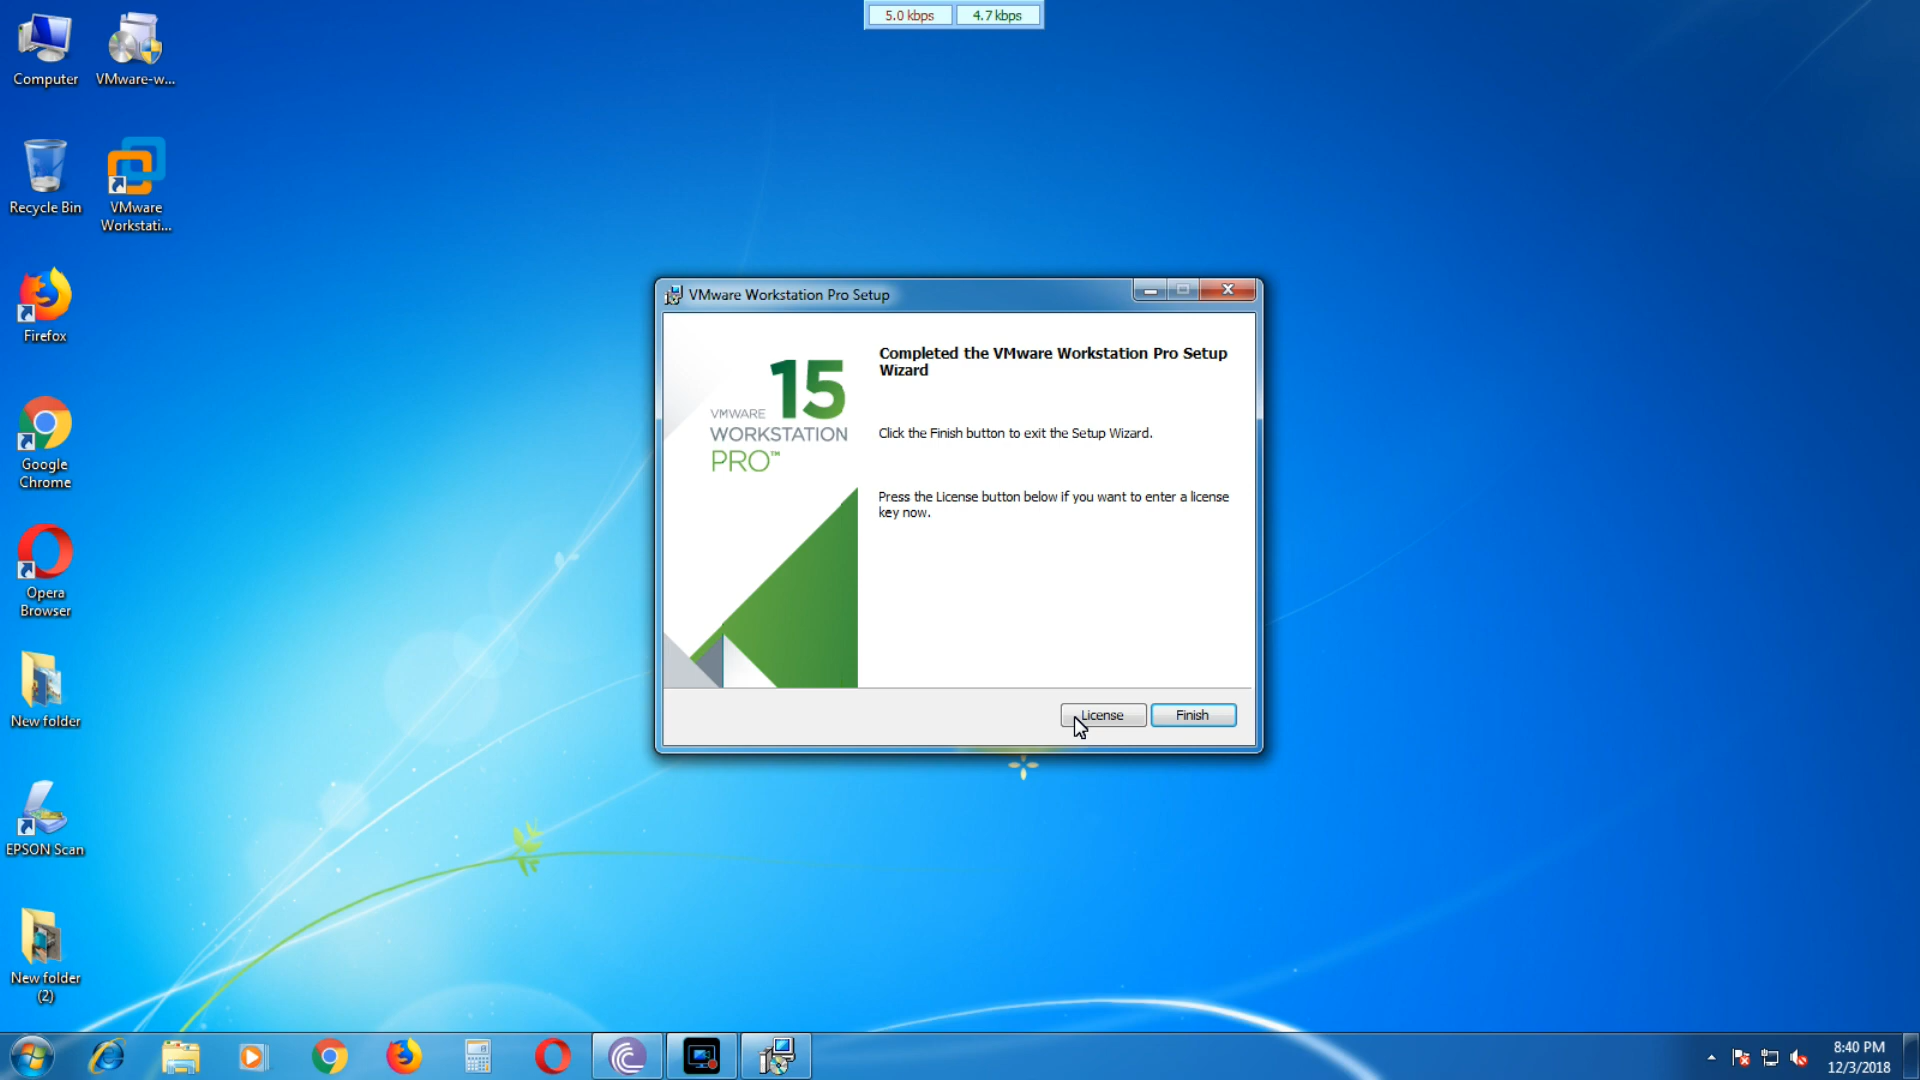 5.0 kbps
4.7 kbps
Computer
VMware-w...
Recycle Bin
VMware
Workstati...
Firefox
Google
Chrome
Opera
Browser
New folder
EPSON Scan
New folder
(2)
VMware Workstation Pro Setup
15
VMWARE
WORKSTATION
PRO™
Completed the VMware Workstation Pro Setup
Wizard
Click the Finish button to exit the Setup Wizard.
Press the License button below if you want to enter a license
key now.
License
Finish
8:40 PM
12/3/2018